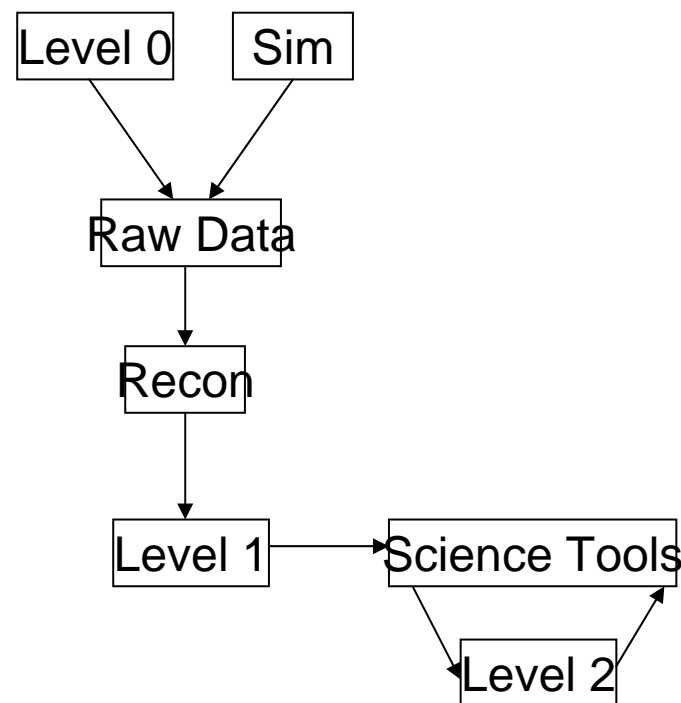 Level 0
Sim
Raw Data
Recon
Level 1
Science Tools
Level 2